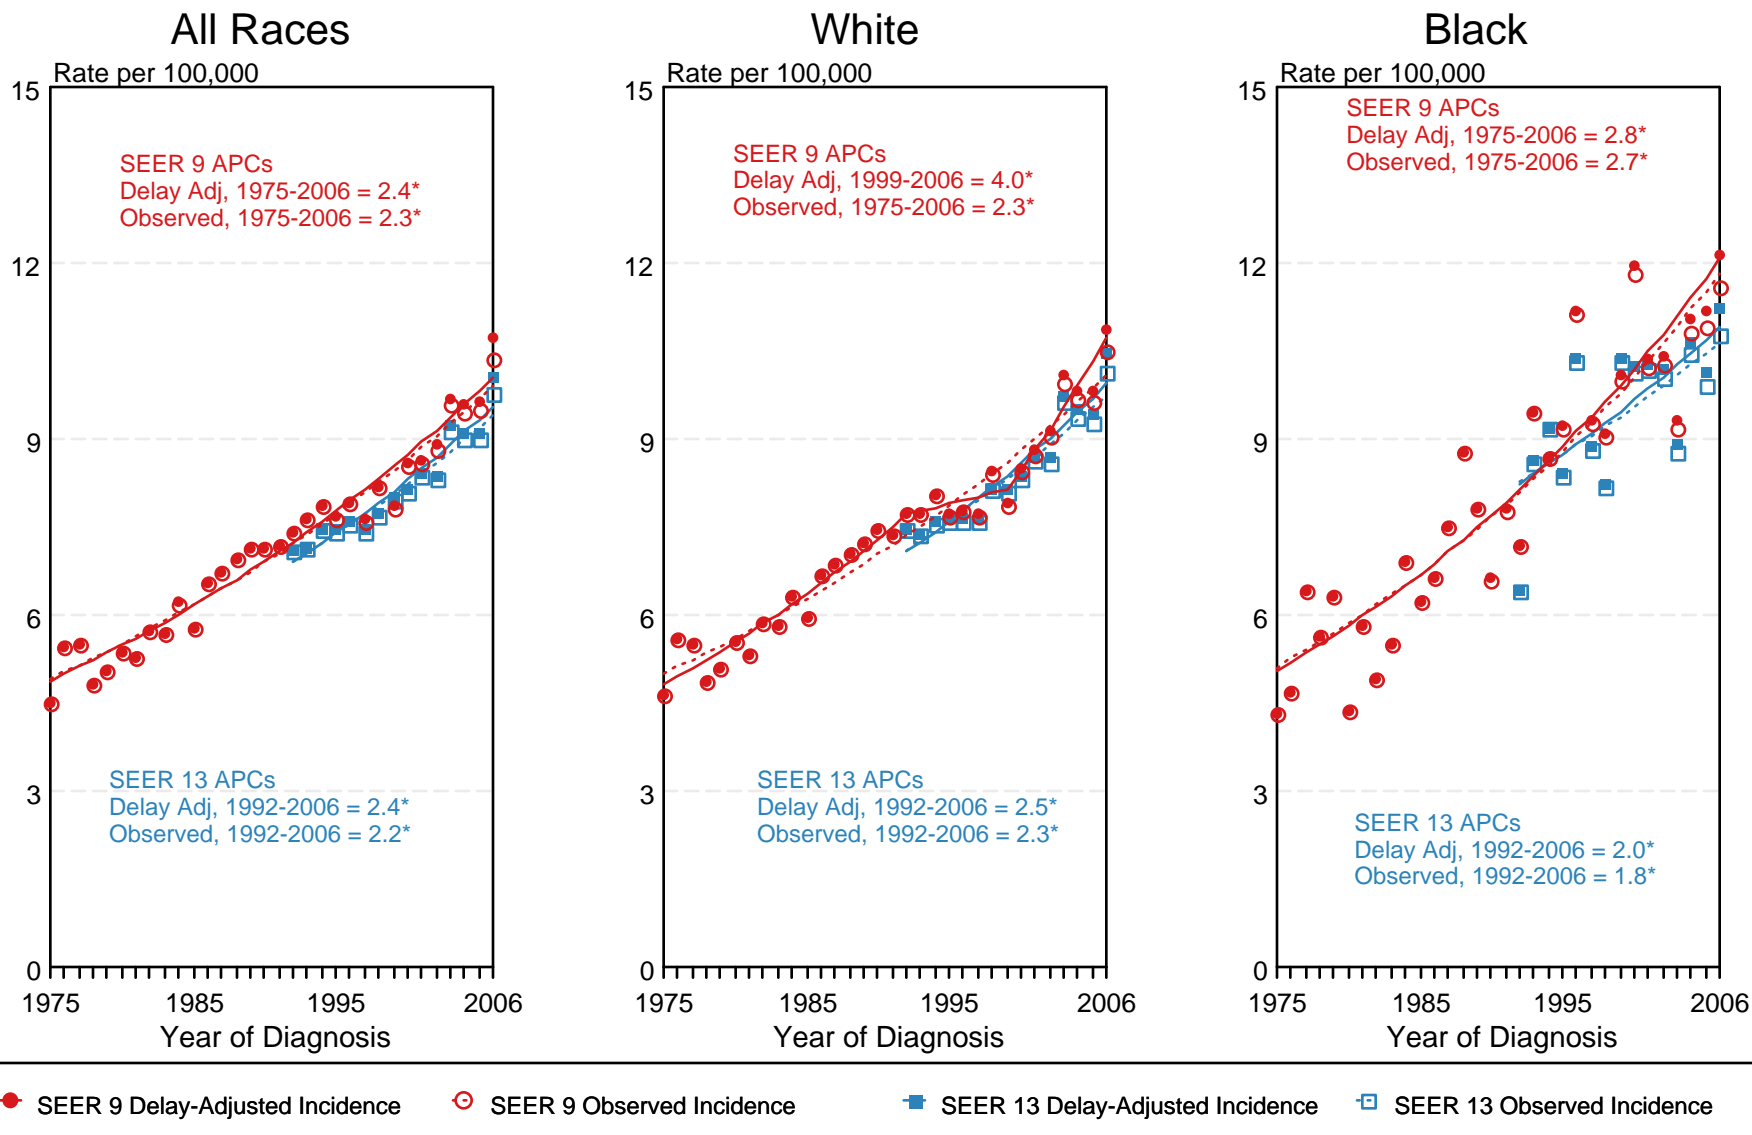 All Races
Rate per 100,000
15
12
9
6
3
0
SEER 9 APCs
Delay Adj, 1975-2006 = 2.4*
Observed, 1975-2006 = 2.3*
SEER 13 APCs
Delay Adj, 1992-2006 = 2.4*
Observed, 1992-2006 = 2.2*
1975 1985 1995 2006
Year of Diagnosis
White
Rate per 100,000
15
12
9
6
3
0
SEER 9 APCs
Delay Adj, 1999-2006 = 4.0*
Observed, 1975-2006 = 2.3*
SEER 13 APCs
Delay Adj, 1992-2006 = 2.5*
Observed, 1992-2006 = 2.3*
1975 1985 1995 2006
Year of Diagnosis
Black
Rate per 100,000
15
12
9
6
3
0
SEER 9 APCs
Delay Adj, 1975-2006 = 2.8*
Observed, 1975-2006 = 2.7*
SEER 13 APCs
Delay Adj, 1992-2006 = 2.0*
Observed, 1992-2006 = 1.8*
1975 1985 1995 2006
Year of Diagnosis
SEER 9 Delay-Adjusted Incidence SEER 9 Observed Incidence SEER 13 Delay-Adjusted Incidence SEER 13 Observed Incidence